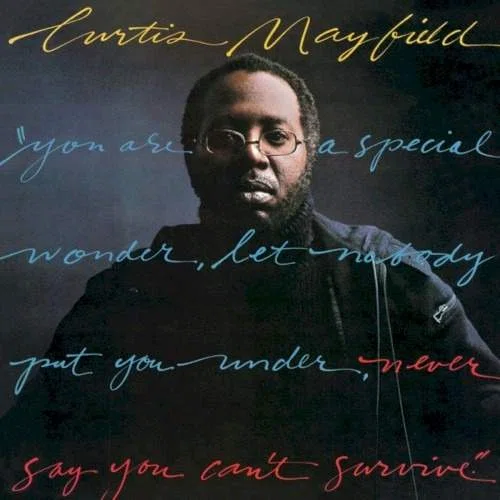 Curtis Mayfield
"you are a special
wonder, let nobody
put you under, never
say you can't survive."